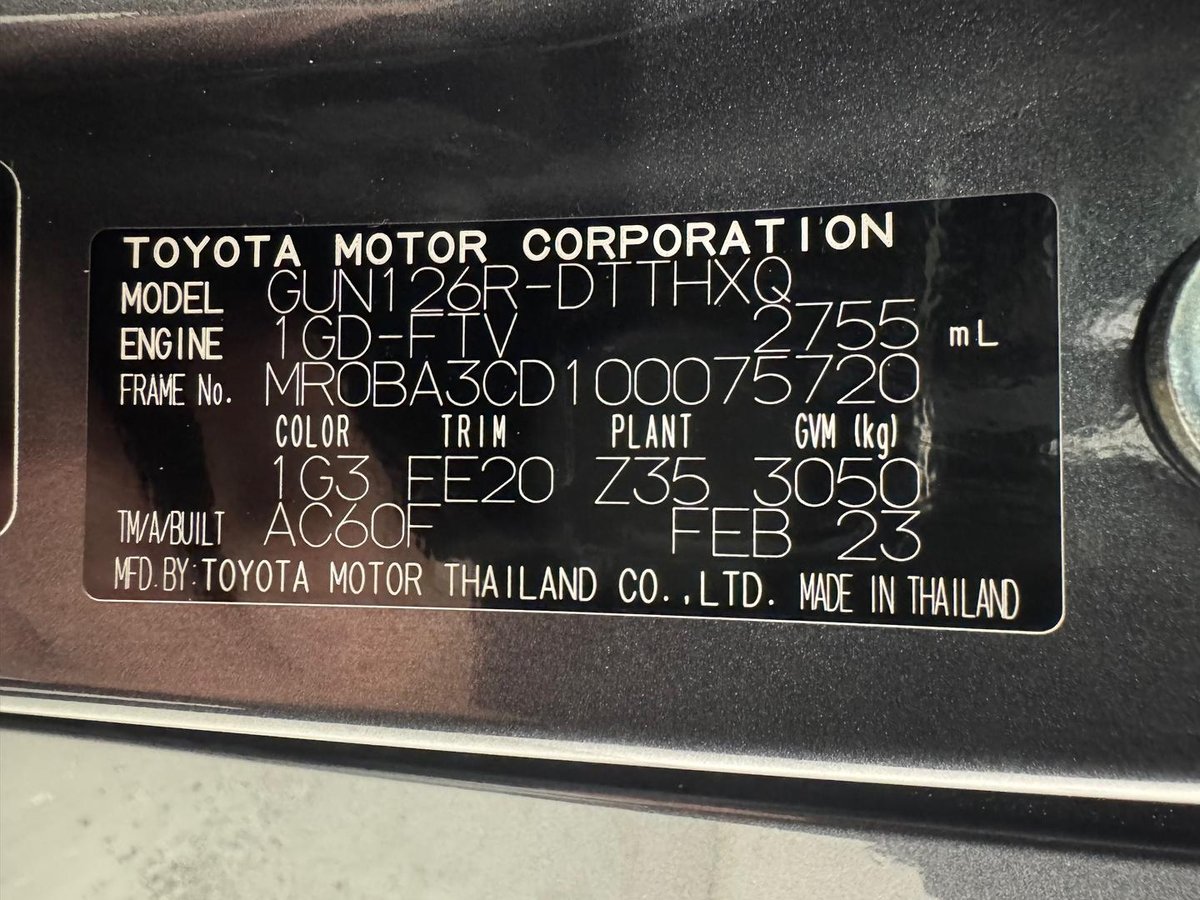 TOYOTA MOTOR CORPORATION
MODEL GUN126R-DTTHXQ
ENGINE 1GD-FTV 2755 mL
FRAME No. MR0BA3CD100075720
COLOR TRIM PLANT GVM (kg)
1G3 FE20 Z35 3050
TM/A/BUILT AC60F FEB 23
MFD.BY:TOYOTA MOTOR THAILAND CO.,LTD. MADE IN THAILAND